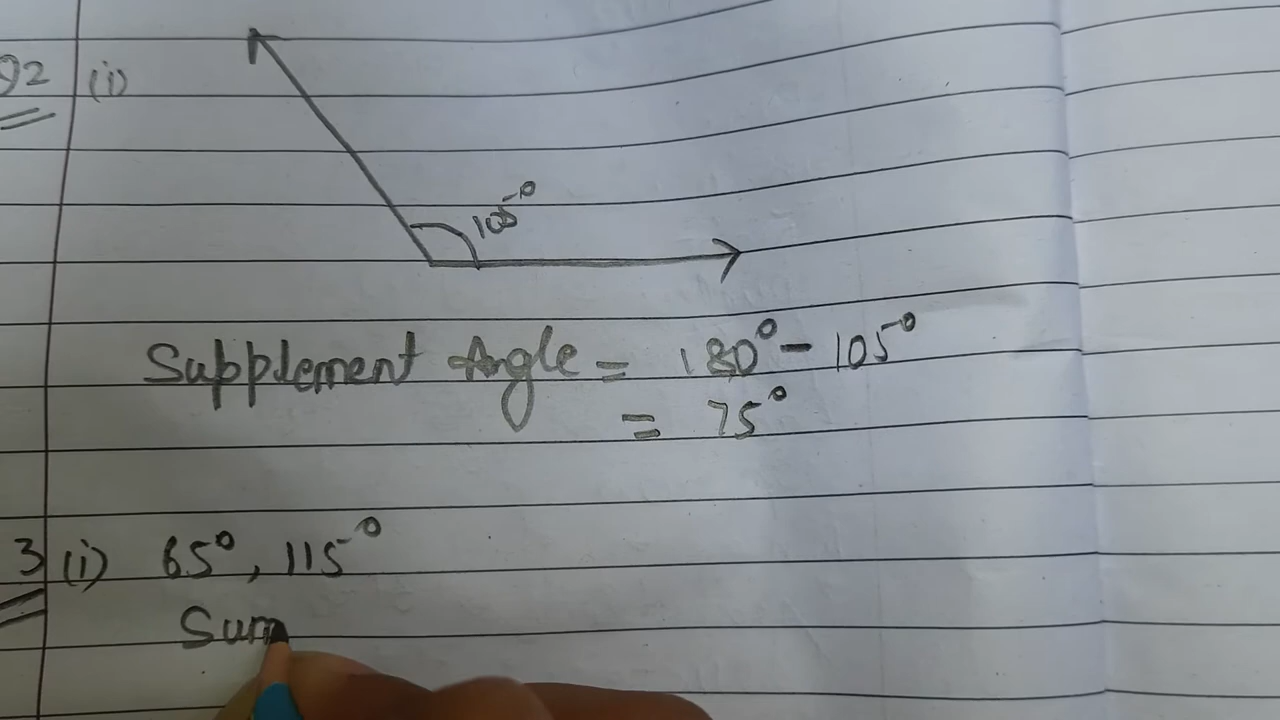 Q2 (i)
105°
Supplement Angle = 180° - 105°
= 75°
3 (i) 65°, 115°
Sum